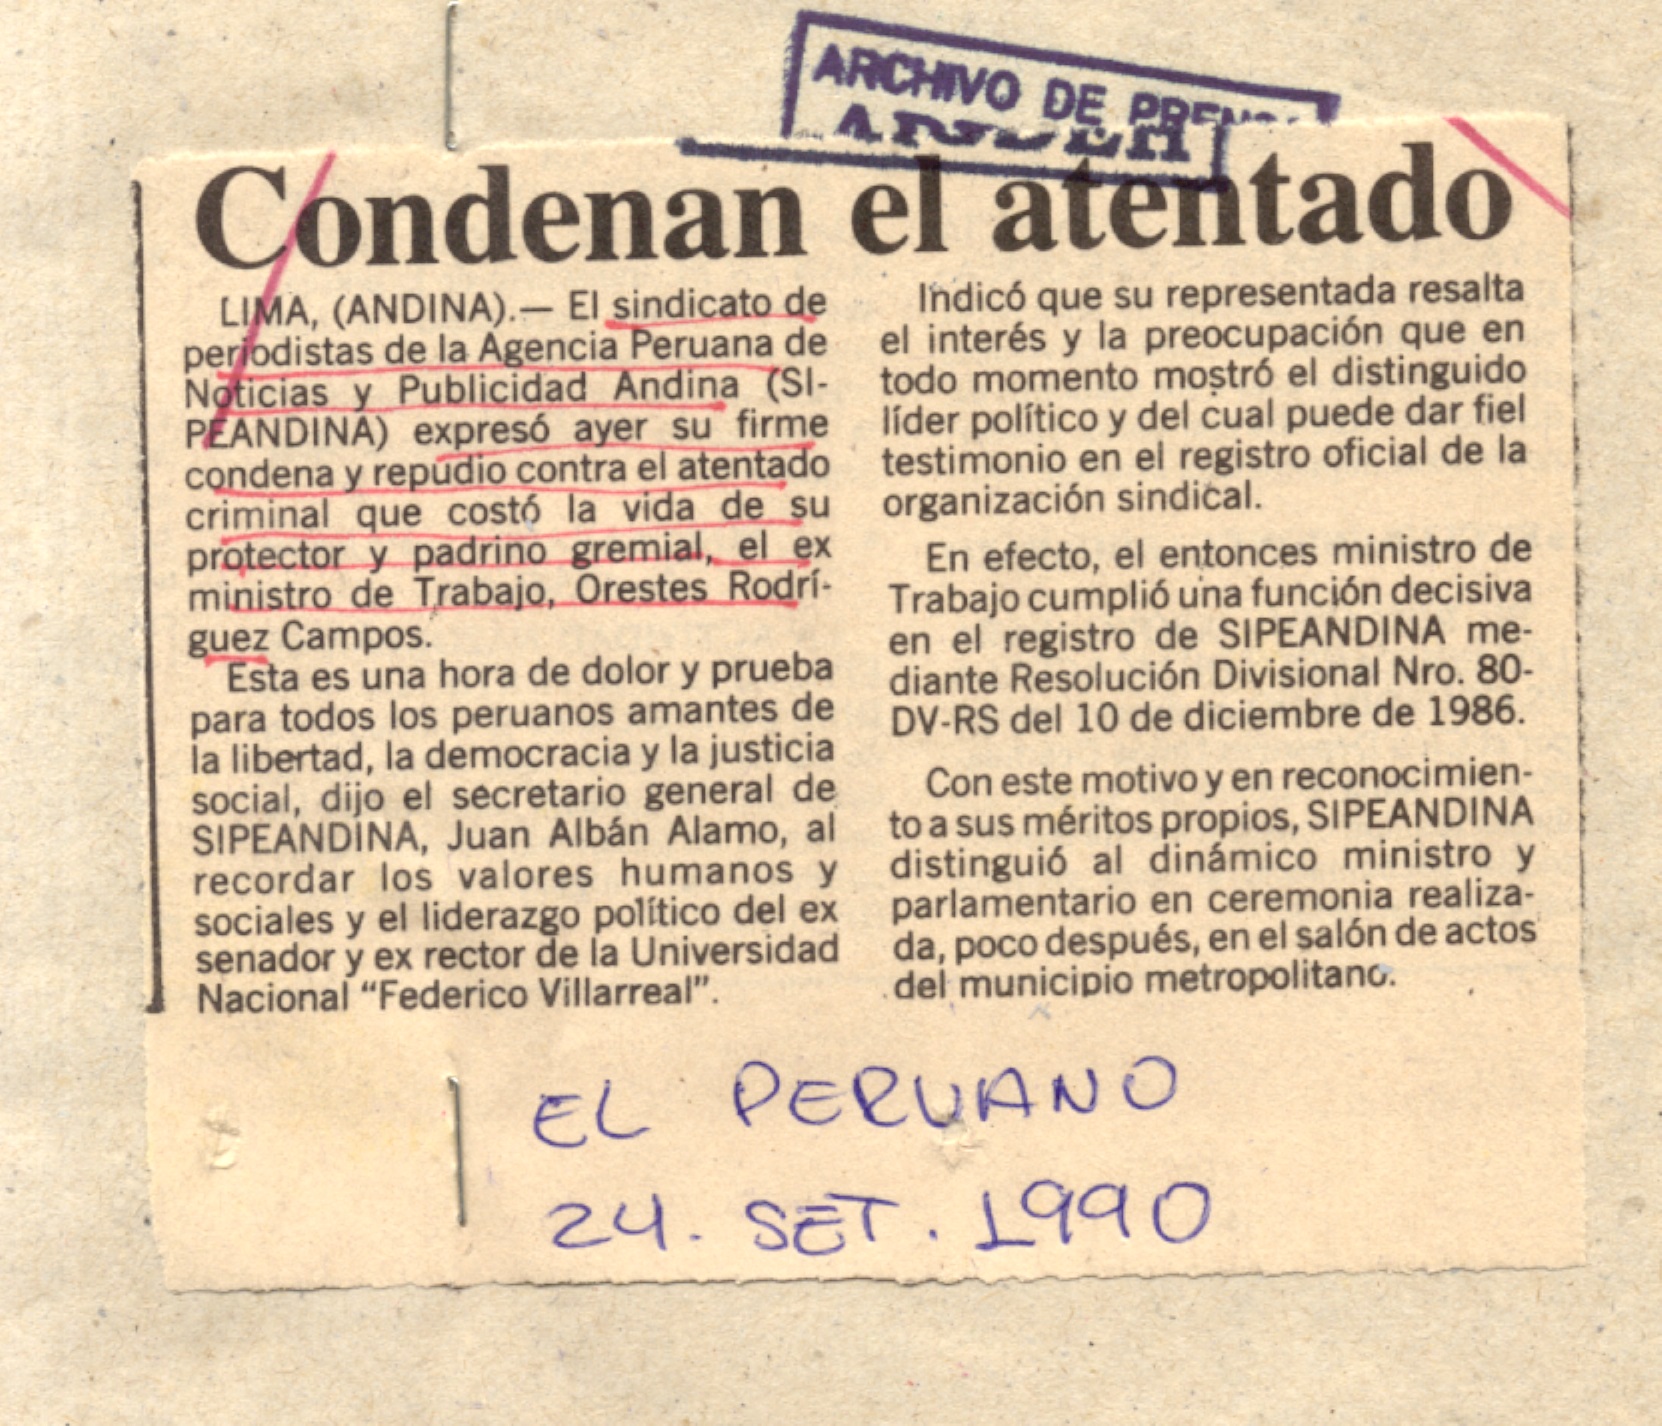 ARCHIVO DE PRENSA
Condenan el atentado
LIMA, (ANDINA).— El sindicato de
periodistas de la Agencia Peruana de
Noticias y Publicidad Andina (SI-
PEANDINA) expresó ayer su firme
condena y repudio contra el atentado
criminal que costó la vida de su
protector y padrino gremial, el ex
ministro de Trabajo, Orestes Rodrí-
guez Campos.
Esta es una hora de dolor y prueba
para todos los peruanos amantes de
la libertad, la democracia y la justicia
social, dijo el secretario general de
SIPEANDINA, Juan Albán Alamo, al
recordar los valores humanos y
sociales y el liderazgo político del ex
senador y ex rector de la Universidad
Nacional “Federico Villarreal”.
Indicó que su representada resalta
el interés y la preocupación que en
todo momento mostró el distinguido
líder político y del cual puede dar fiel
testimonio en el registro oficial de la
organización sindical.
En efecto, el entonces ministro de
Trabajo cumplió una función decisiva
en el registro de SIPEANDINA me-
diante Resolución Divisional Nro. 80-
DV-RS del 10 de diciembre de 1986.
Con este motivo y en reconocimien-
to a sus méritos propios, SIPEANDINA
distinguió al dinámico ministro y
parlamentario en ceremonia realiza-
da, poco después, en el salón de actos
del municipio metropolitano.
EL PERUANO
24. SET. 1990